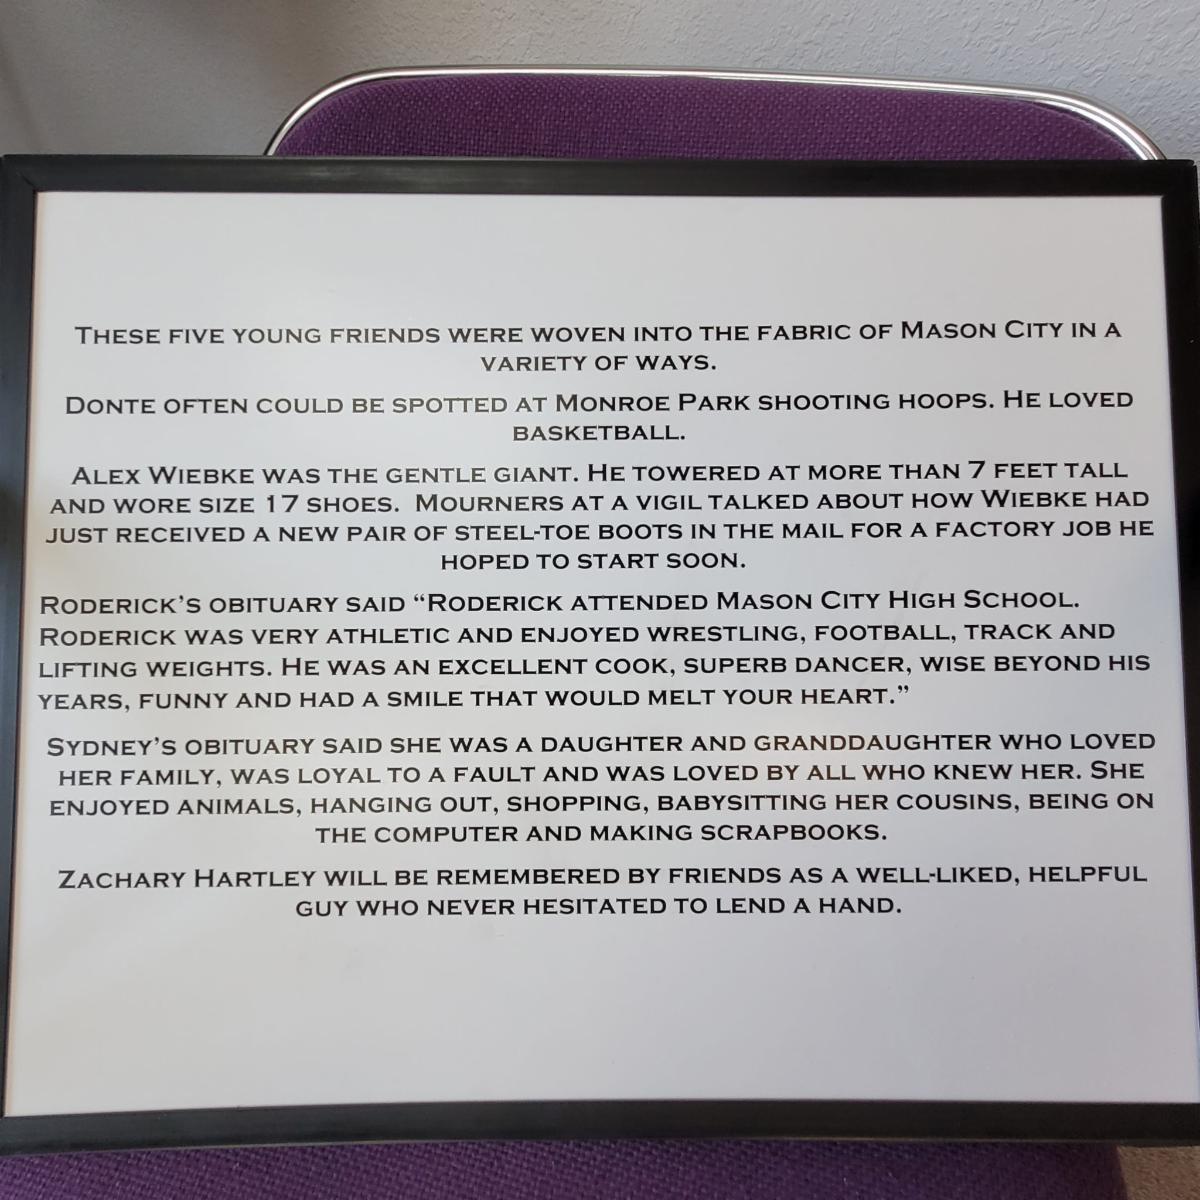 These five young friends were woven into the fabric of Mason City in a
variety of ways.
Donte often could be spotted at Monroe Park shooting hoops. He loved
basketball.
Alex Wiebke was the gentle giant. He towered at more than 7 feet tall
and wore size 17 shoes.  Mourners at a vigil talked about how Wiebke had
just received a new pair of steel-toe boots in the mail for a factory job he
hoped to start soon.
Roderick’s obituary said “Roderick attended Mason City High School.
Roderick was very athletic and enjoyed wrestling, football, track and
lifting weights. He was an excellent cook, superb dancer, wise beyond his
years, funny and had a smile that would melt your heart.”
Sydney’s obituary said she was a daughter and granddaughter who loved
her family, was loyal to a fault and was loved by all who knew her. She
enjoyed animals, hanging out, shopping, babysitting her cousins, being on
the computer and making scrapbooks.
Zachary Hartley will be remembered by friends as a well-liked, helpful
guy who never hesitated to lend a hand.